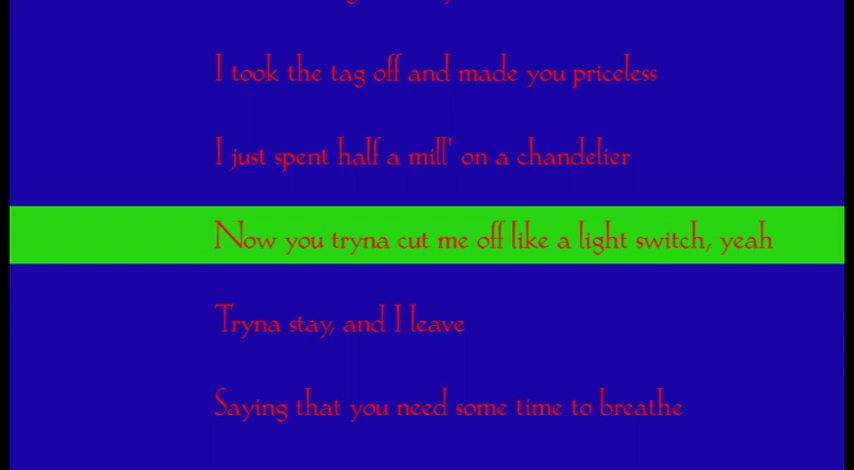 I took the tag off and made you priceless
I just spent half a mill' on a chandelier
Now you tryna cut me off like a light switch, yeah
Tryna stay, and I leave
Saying that you need some time to breathe